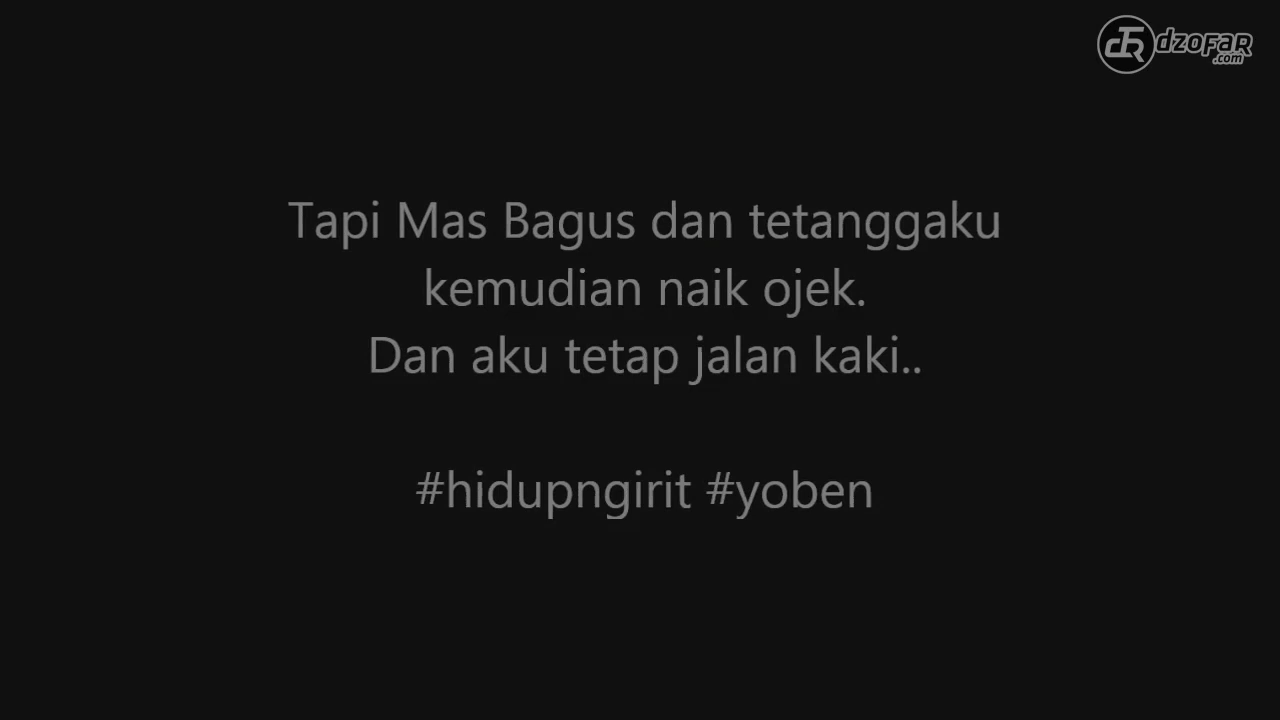 dzofar
.com
Tapi Mas Bagus dan tetanggaku
kemudian naik ojek.
Dan aku tetap jalan kaki..
#hidupngirit #yoben